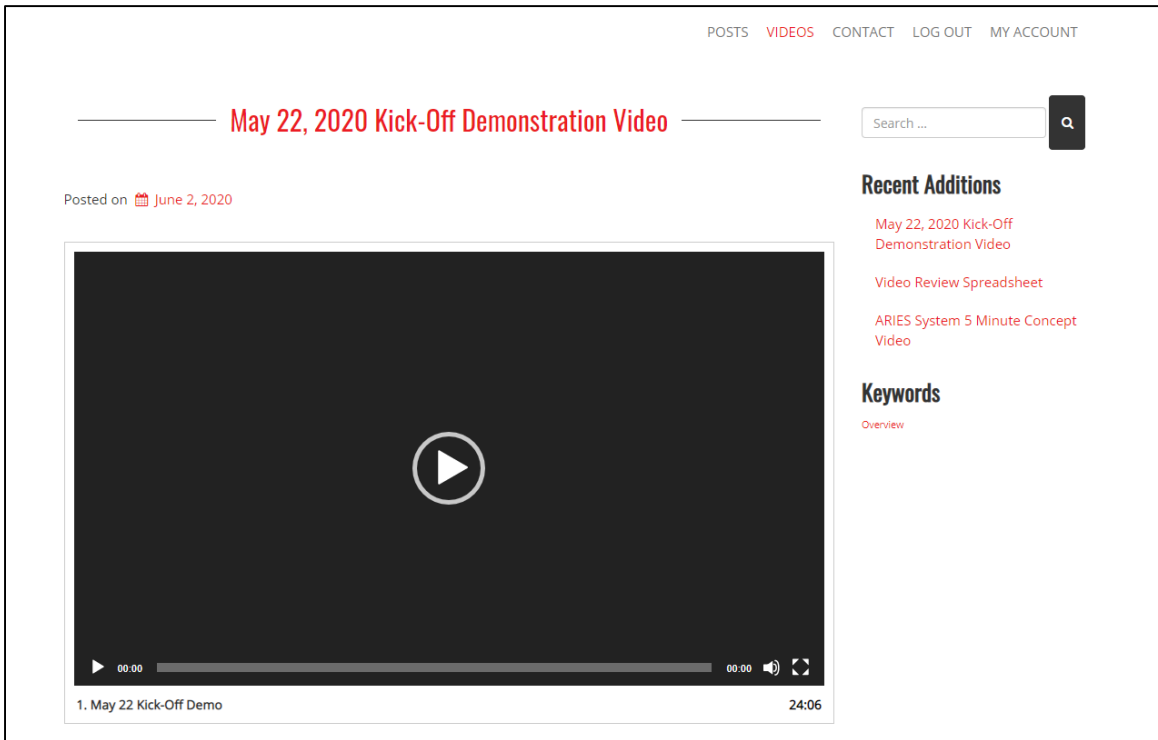 POSTS VIDEOS CONTACT LOG OUT MY ACCOUNT
May 22, 2020 Kick-Off Demonstration Video
Posted on June 2, 2020
00:00 00:00
1. May 22 Kick-Off Demo 24:06
Search ...
Recent Additions
May 22, 2020 Kick-Off
Demonstration Video
Video Review Spreadsheet
ARIES System 5 Minute Concept
Video
Keywords
Overview